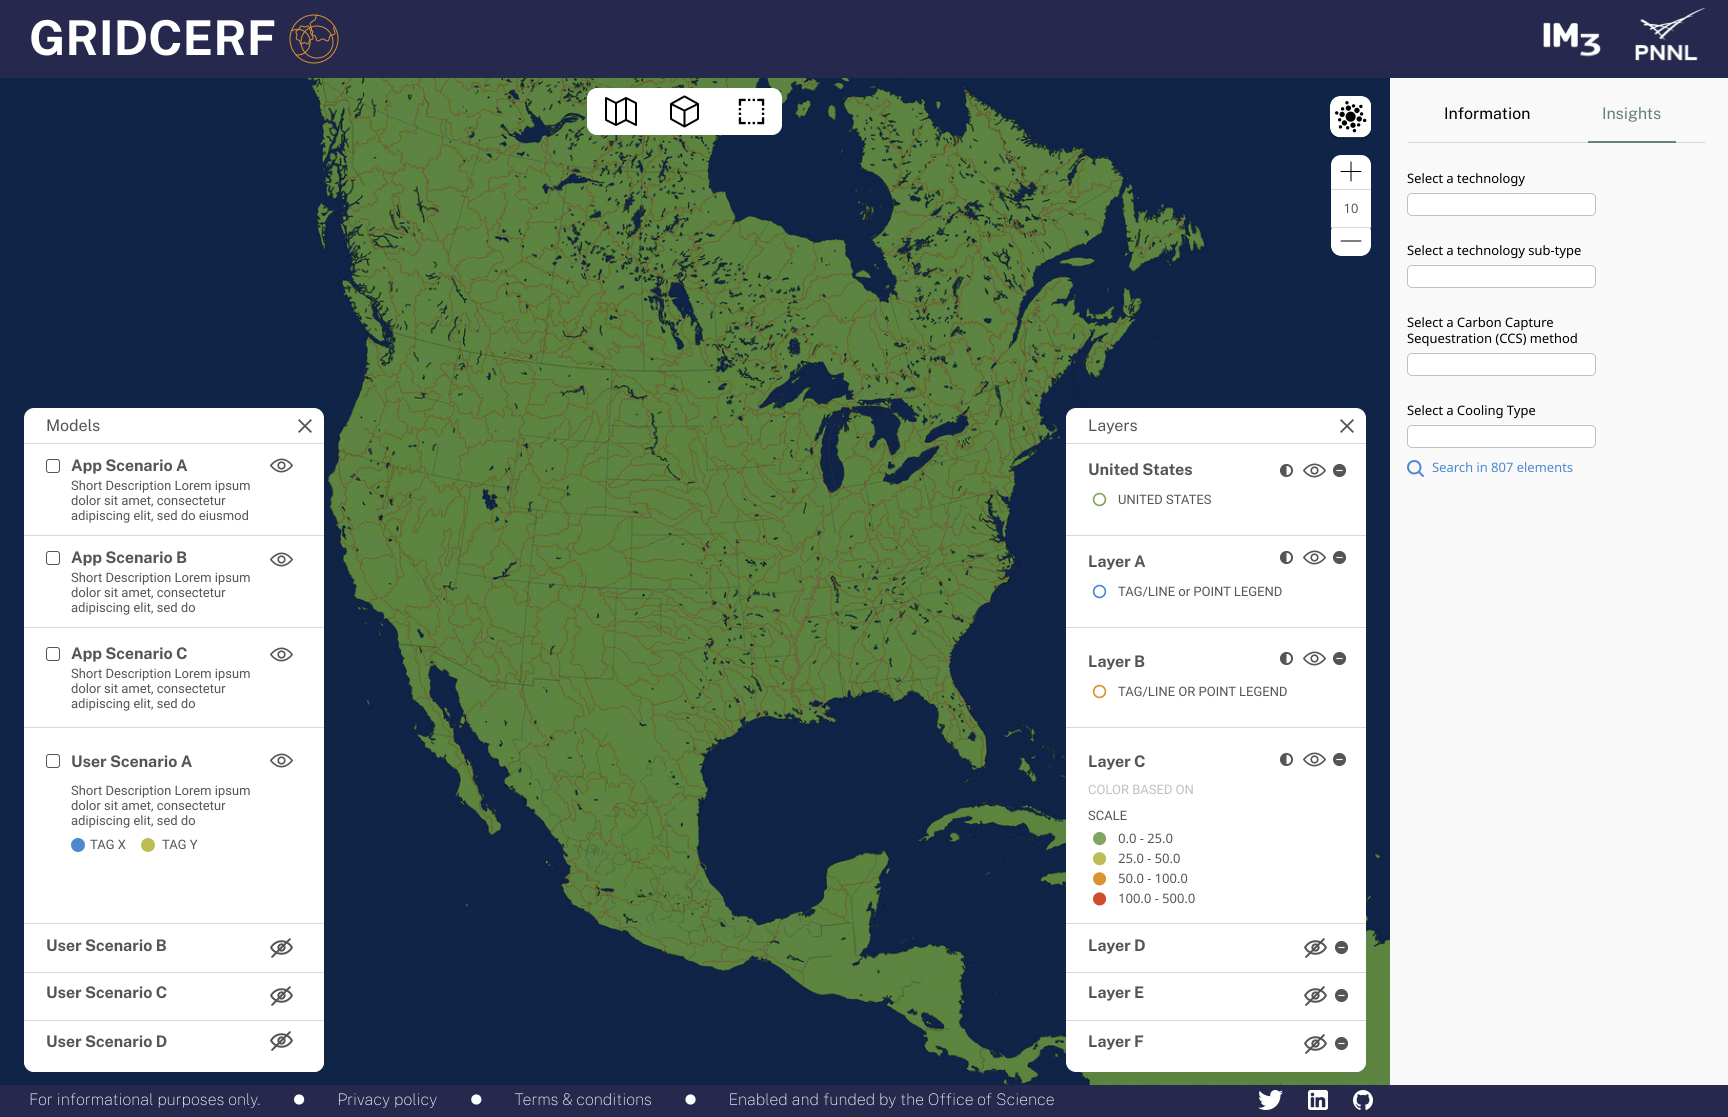 GRIDCERF
IM3
PNNL
Information
Insights
Select a technology
Select a technology sub-type
Select a Carbon Capture
Sequestration (CCS) method
Select a Cooling Type
Search in 807 elements
10
Models
App Scenario A
Short Description Lorem ipsum
dolor sit amet, consectetur
adipiscing elit, sed do eiusmod
App Scenario B
Short Description Lorem ipsum
dolor sit amet, consectetur
adipiscing elit, sed do
App Scenario C
Short Description Lorem ipsum
dolor sit amet, consectetur
adipiscing elit, sed do
User Scenario A
Short Description Lorem ipsum
dolor sit amet, consectetur
adipiscing elit, sed do
TAG X
TAG Y
User Scenario B
User Scenario C
User Scenario D
Layers
United States
UNITED STATES
Layer A
TAG/LINE or POINT LEGEND
Layer B
TAG/LINE OR POINT LEGEND
Layer C
COLOR BASED ON
SCALE
0.0 - 25.0
25.0 - 50.0
50.0 - 100.0
100.0 - 500.0
Layer D
Layer E
Layer F
For informational purposes only.
Privacy policy
Terms & conditions
Enabled and funded by the Office of Science